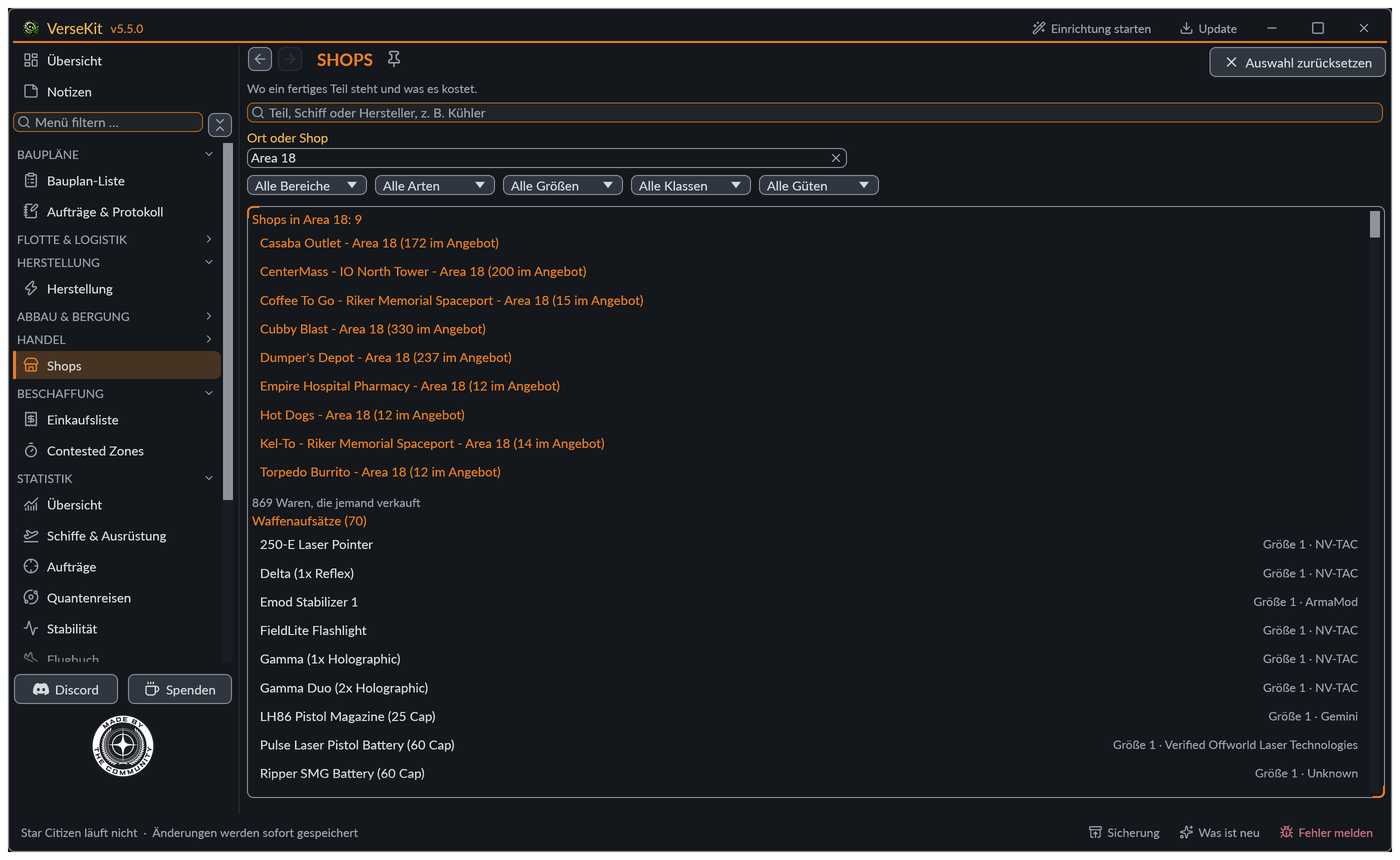 VerseKit v5.5.0
Einrichtung starten
Update
Übersicht
Notizen
Menü filtern ...
BAUPLÄNE
Bauplan-Liste
Aufträge & Protokoll
FLOTTE & LOGISTIK
HERSTELLUNG
Herstellung
ABBAU & BERGUNG
HANDEL
Shops
BESCHAFFUNG
Einkaufsliste
Contested Zones
STATISTIK
Übersicht
Schiffe & Ausrüstung
Aufträge
Quantenreisen
Stabilität
Flugbuch
Discord
Spenden
MADE BY
THE COMMUNITY
SHOPS
Auswahl zurücksetzen
Wo ein fertiges Teil steht und was es kostet.
Teil, Schiff oder Hersteller, z. B. Kühler
Ort oder Shop
Area 18
Alle Bereiche
Alle Arten
Alle Größen
Alle Klassen
Alle Güten
Shops in Area 18: 9
Casaba Outlet - Area 18 (172 im Angebot)
CenterMass - IO North Tower - Area 18 (200 im Angebot)
Coffee To Go - Riker Memorial Spaceport - Area 18 (15 im Angebot)
Cubby Blast - Area 18 (330 im Angebot)
Dumper's Depot - Area 18 (237 im Angebot)
Empire Hospital Pharmacy - Area 18 (12 im Angebot)
Hot Dogs - Area 18 (12 im Angebot)
Kel-To - Riker Memorial Spaceport - Area 18 (14 im Angebot)
Torpedo Burrito - Area 18 (12 im Angebot)
869 Waren, die jemand verkauft
Waffenaufsätze (70)
250-E Laser Pointer Größe 1 · NV-TAC
Delta (1x Reflex) Größe 1 · NV-TAC
Emod Stabilizer 1 Größe 1 · ArmaMod
FieldLite Flashlight Größe 1 · NV-TAC
Gamma (1x Holographic) Größe 1 · NV-TAC
Gamma Duo (2x Holographic) Größe 1 · NV-TAC
LH86 Pistol Magazine (25 Cap) Größe 1 · Gemini
Pulse Laser Pistol Battery (60 Cap) Größe 1 · Verified Offworld Laser Technologies
Ripper SMG Battery (60 Cap) Größe 1 · Unknown
Star Citizen läuft nicht · Änderungen werden sofort gespeichert
Sicherung
Was ist neu
Fehler melden